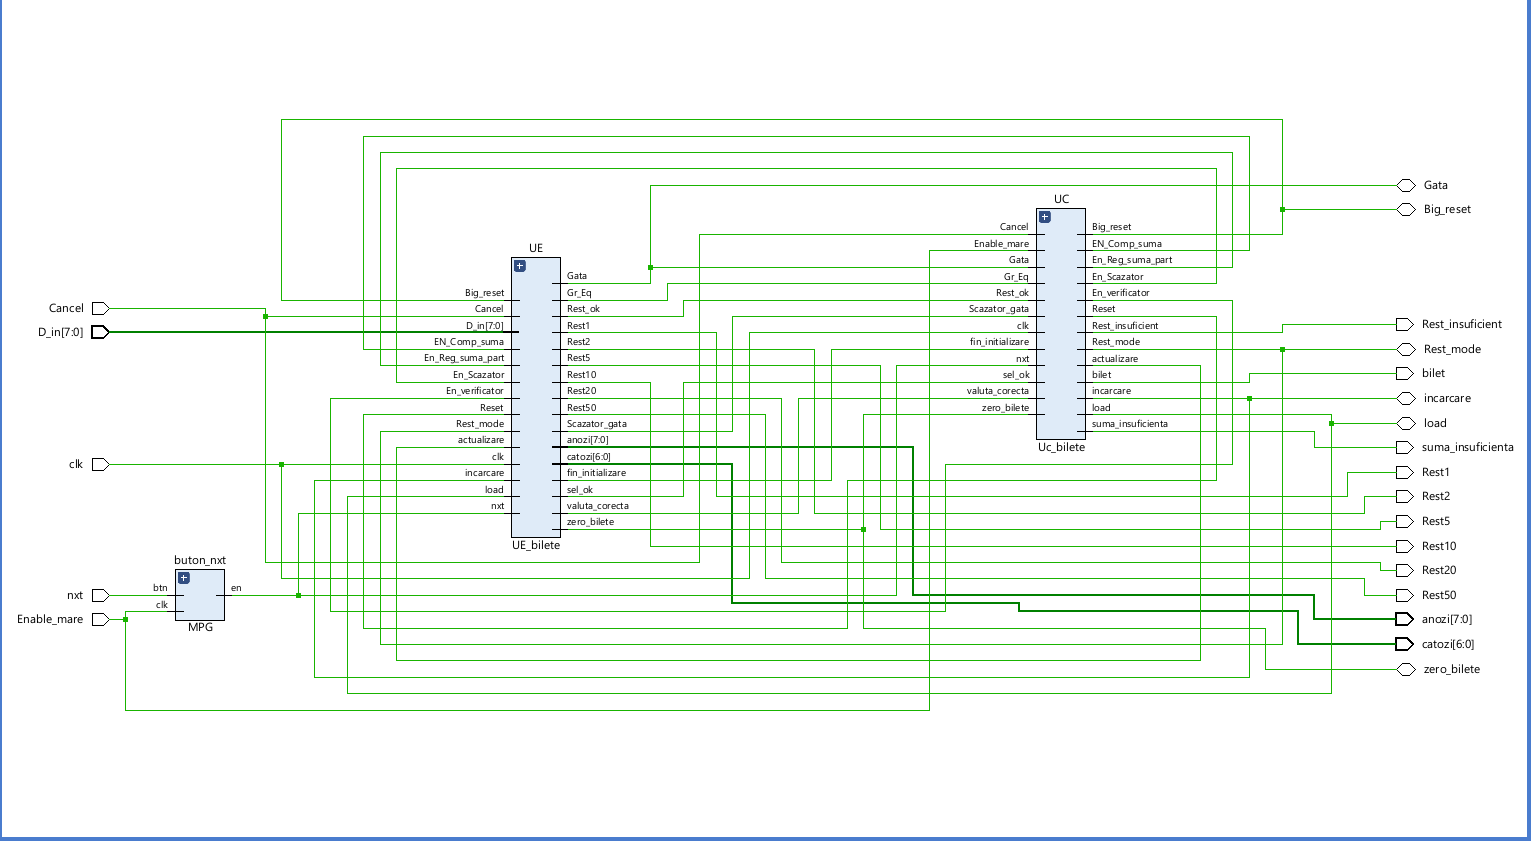 Cancel
D_in[7:0]
clk
nxt
Enable_mare
buton_nxt
btn
clk
en
MPG
UE
Big_reset
Cancel
D_in[7:0]
EN_Comp_suma
En_Reg_suma_part
En_Scazator
En_verificator
Reset
Rest_mode
actualizare
clk
incarcare
load
nxt
Gata
Gr_Eq
Rest_ok
Rest1
Rest2
Rest5
Rest10
Rest20
Rest50
Scazator_gata
anozi[7:0]
catozi[6:0]
fin_initializare
sel_ok
valuta_corecta
zero_bilete
UE_bilete
UC
Cancel
Enable_mare
Gata
Gr_Eq
Rest_ok
Scazator_gata
clk
fin_initializare
nxt
sel_ok
valuta_corecta
zero_bilete
Big_reset
EN_Comp_suma
En_Reg_suma_part
En_Scazator
En_verificator
Reset
Rest_insuficient
Rest_mode
actualizare
bilet
incarcare
load
suma_insuficienta
Uc_bilete
Gata
Big_reset
Rest_insuficient
Rest_mode
bilet
incarcare
load
suma_insuficienta
Rest1
Rest2
Rest5
Rest10
Rest20
Rest50
anozi[7:0]
catozi[6:0]
zero_bilete